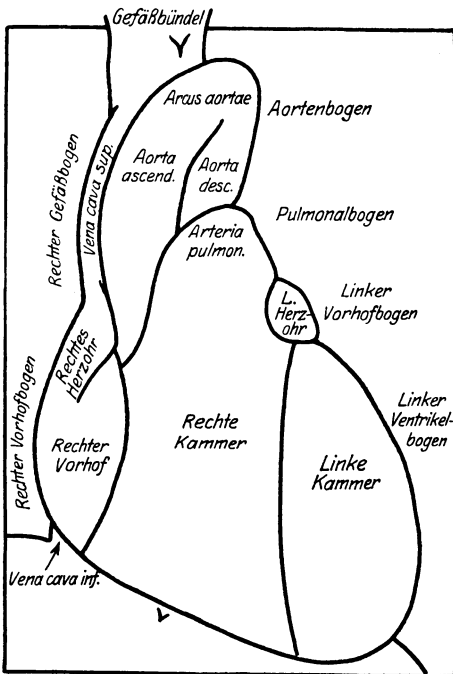 Gefäßbündel
Arcus aortae
Aortenbogen
Rechter Gefäßbogen
Vena cava sup.
Aorta
ascend.
Aorta
desc.
Pulmonalbogen
Arteria
pulmon.
L.
Herz-
ohr
Linker
Vorhofbogen
Rechtes
Herzohr
Rechter Vorhofbogen
Rechter
Vorhof
Rechte
Kammer
Linke
Kammer
Linker
Ventrikel-
bogen
Vena cava inf.